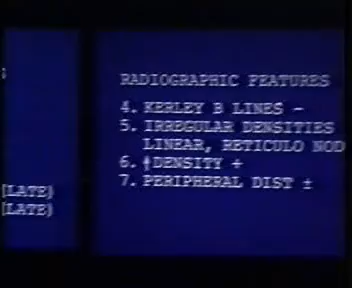 (LATE)
(LATE)
RADIOGRAPHIC FEATURES
4. KERLEY B LINES -
5. IRREGULAR DENSITIES
LINEAR, RETICULO NOD
6. DENSITY +
7. PERIPHERAL DIST ±